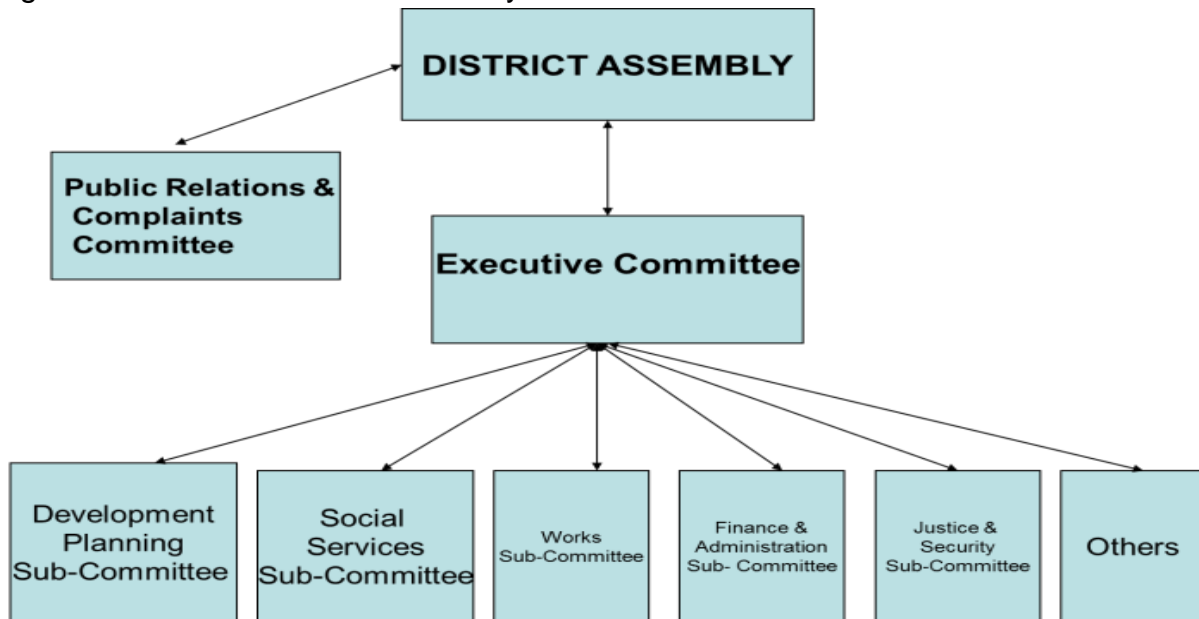 DISTRICT ASSEMBLY
Public Relations &
Complaints
Committee
Executive Committee
Development
Planning
Sub-Committee
Social
Services
Sub-Committee
Works
Sub-Committee
Finance &
Administration
Sub- Committee
Justice &
Security
Sub-Committee
Others